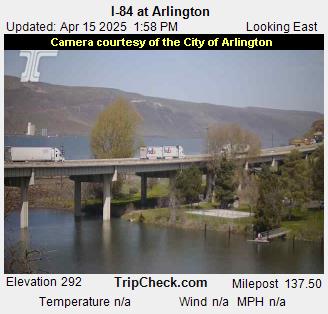 I-84 at Arlington
Updated: Apr 15 2025 1:58 PM Looking East
Camera courtesy of the City of Arlington
Elevation 292 TripCheck.com Milepost 137.50
Temperature n/a Wind n/a MPH n/a